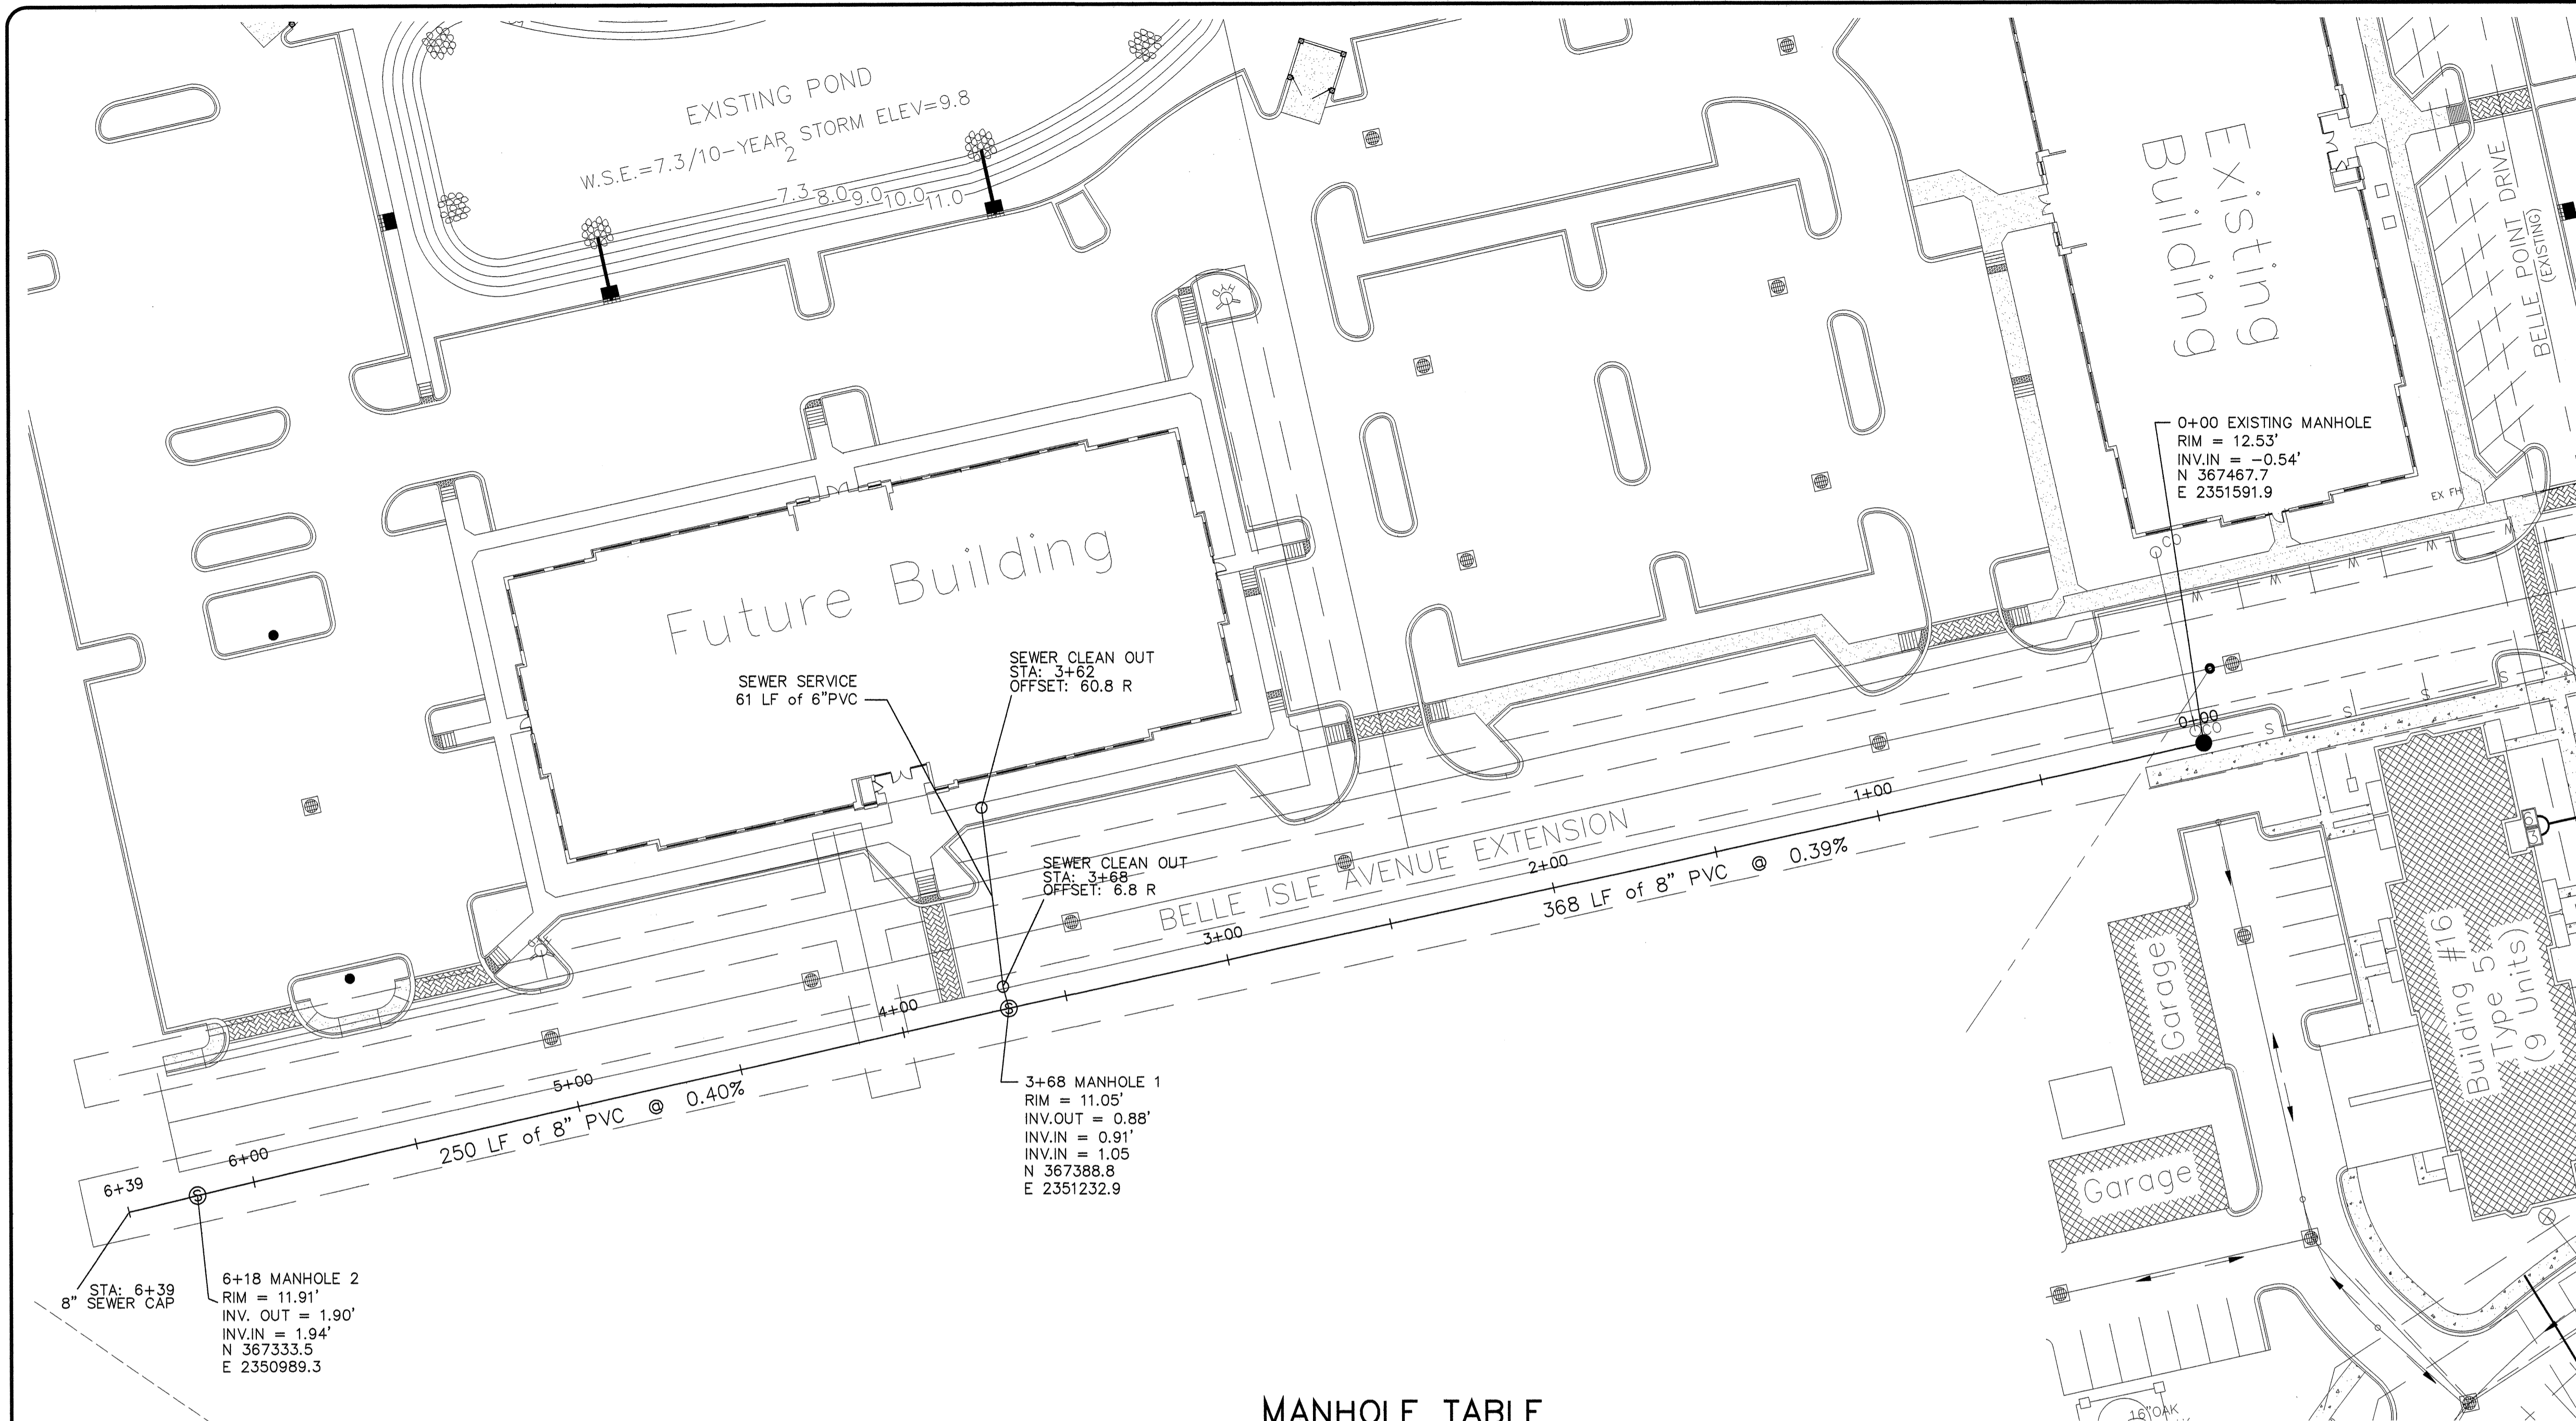 EXISTING POND
W.S.E.=7.3/10-YEAR STORM ELEV=9.8
2
7.3 8.0 9.0 10.0 11.0
Existing
Building
BELLE POINT DRIVE
(EXISTING)
0+00 EXISTING MANHOLE
RIM = 12.53'
INV.IN = -0.54'
N 367467.7
E 2351591.9
EX FH
CO
W W W W W
Future Building
SEWER SERVICE
61 LF of 6"PVC
SEWER CLEAN OUT
STA: 3+62
OFFSET: 60.8 R
SEWER CLEAN OUT
STA: 3+68
OFFSET: 6.8 R
0+00
CO
S S S S
1+00
BELLE ISLE AVENUE EXTENSION
2+00
368 LF of 8" PVC @ 0.39%
3+00
4+00
S
3+68 MANHOLE 1
RIM = 11.05'
INV.OUT = 0.88'
INV.IN = 0.91'
INV.IN = 1.05
N 367388.8
E 2351232.9
5+00
250 LF of 8" PVC @ 0.40%
6+00
6+39
S
STA: 6+39
8" SEWER CAP
6+18 MANHOLE 2
RIM = 11.91'
INV. OUT = 1.90'
INV.IN = 1.94'
N 367333.5
E 2350989.3
Garage
Garage
Building #16
Type 5
(9 Units)
16"OAK
MANHOLE TABLE